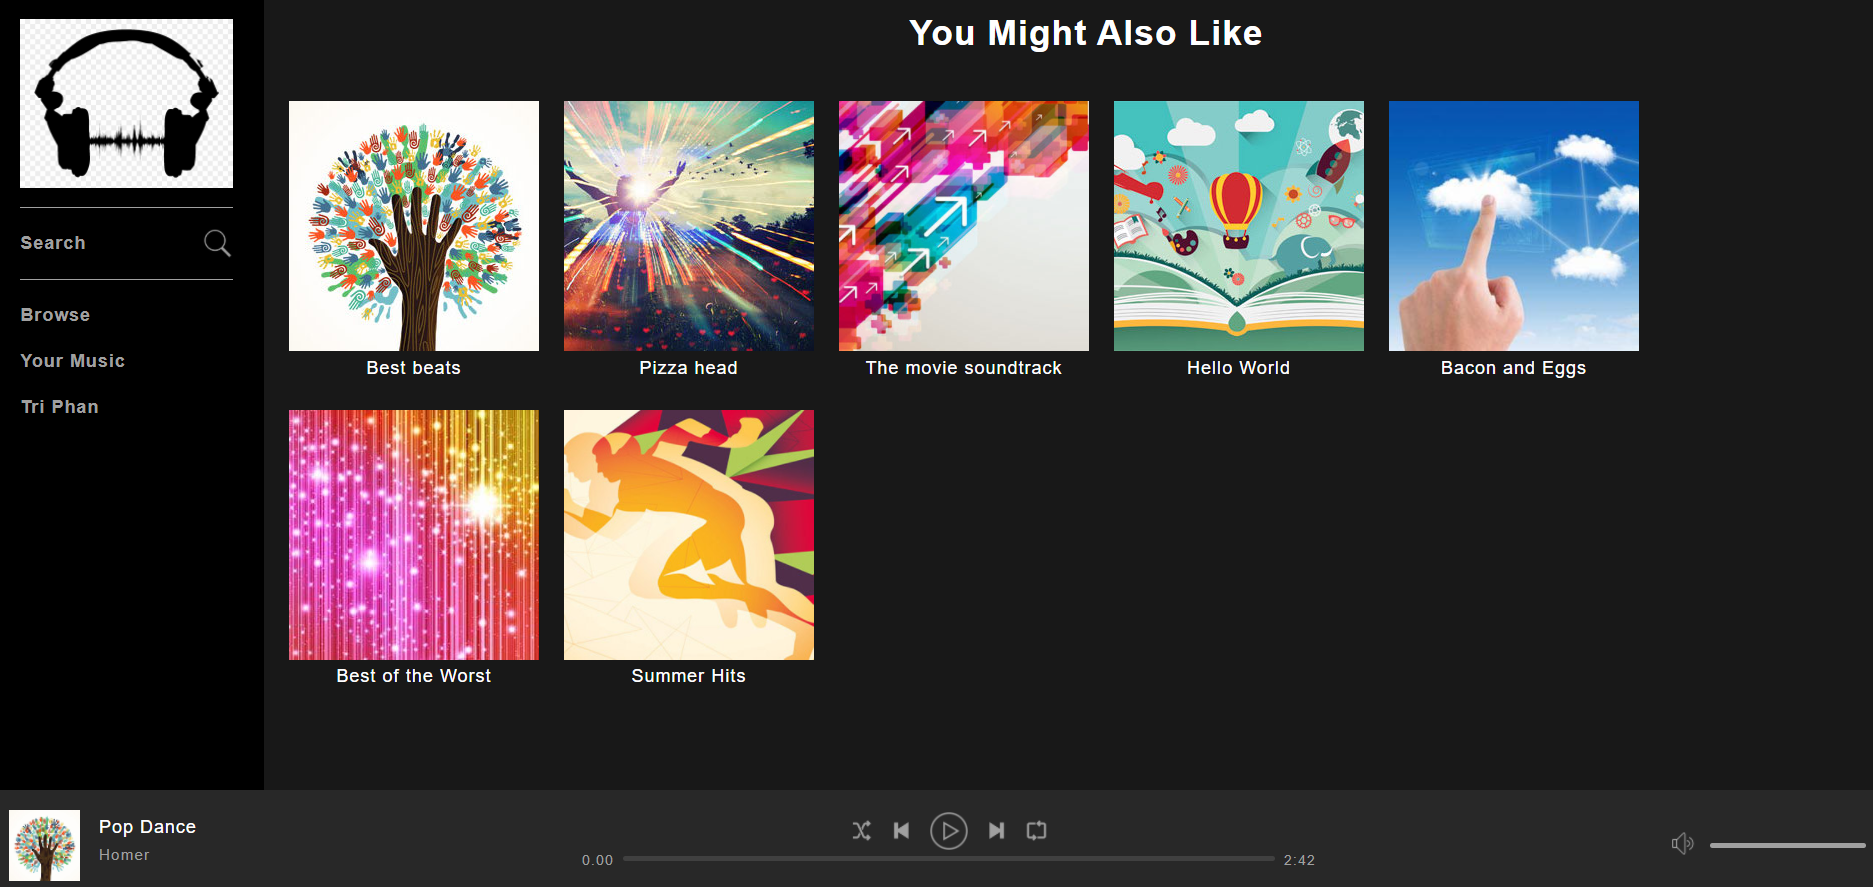 You Might Also Like
Search
Browse
Your Music
Tri Phan
Best beats
Pizza head
The movie soundtrack
Hello World
Bacon and Eggs
Best of the Worst
Summer Hits
Pop Dance
Homer
0.00
2:42